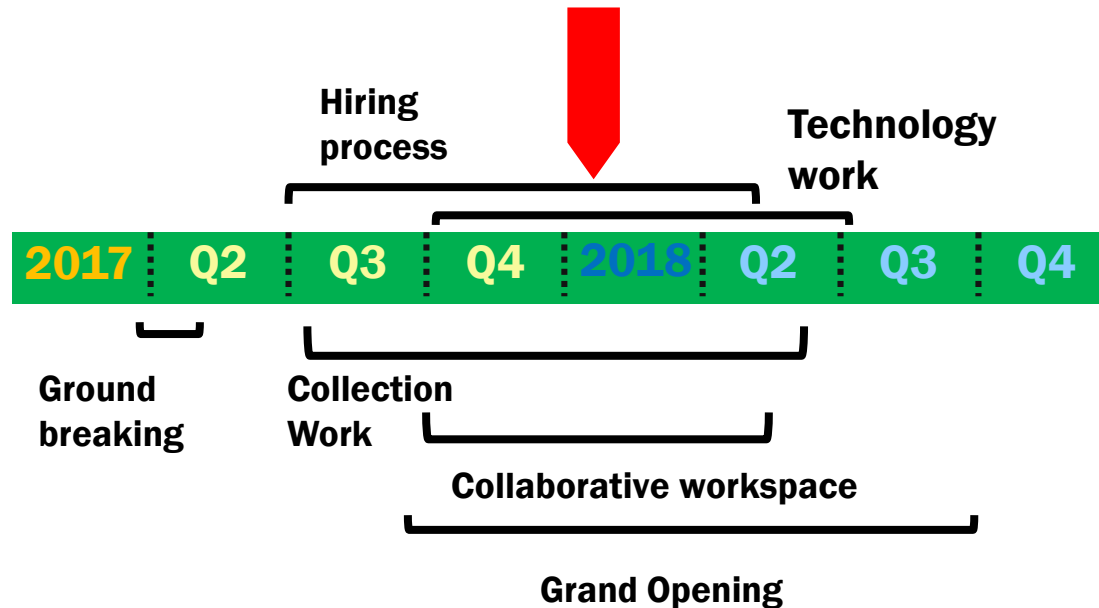 Hiring
process
Technology
work
2017 Q2 Q3 Q4 2018 Q2 Q3 Q4
Ground
breaking
Collection
Work
Collaborative workspace
Grand Opening